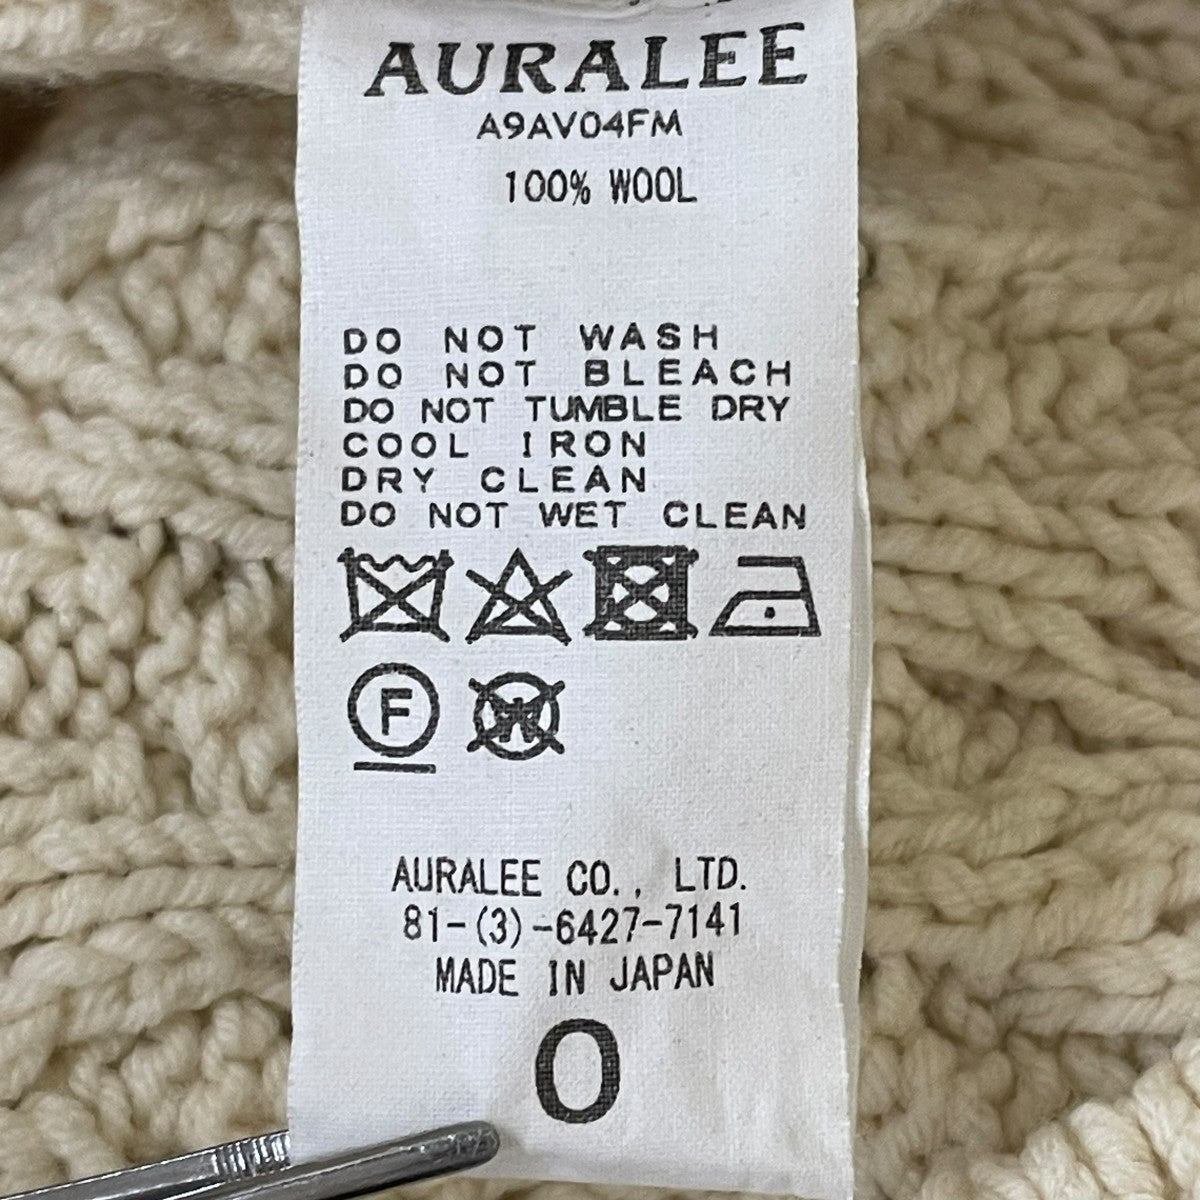 AURALEE
A9AV04FM
100% WOOL
DO NOT WASH
DO NOT BLEACH
DO NOT TUMBLE DRY
COOL IRON
DRY CLEAN
DO NOT WET CLEAN
F W
AURALEE CO., LTD.
81-(3)-6427-7141
MADE IN JAPAN
0